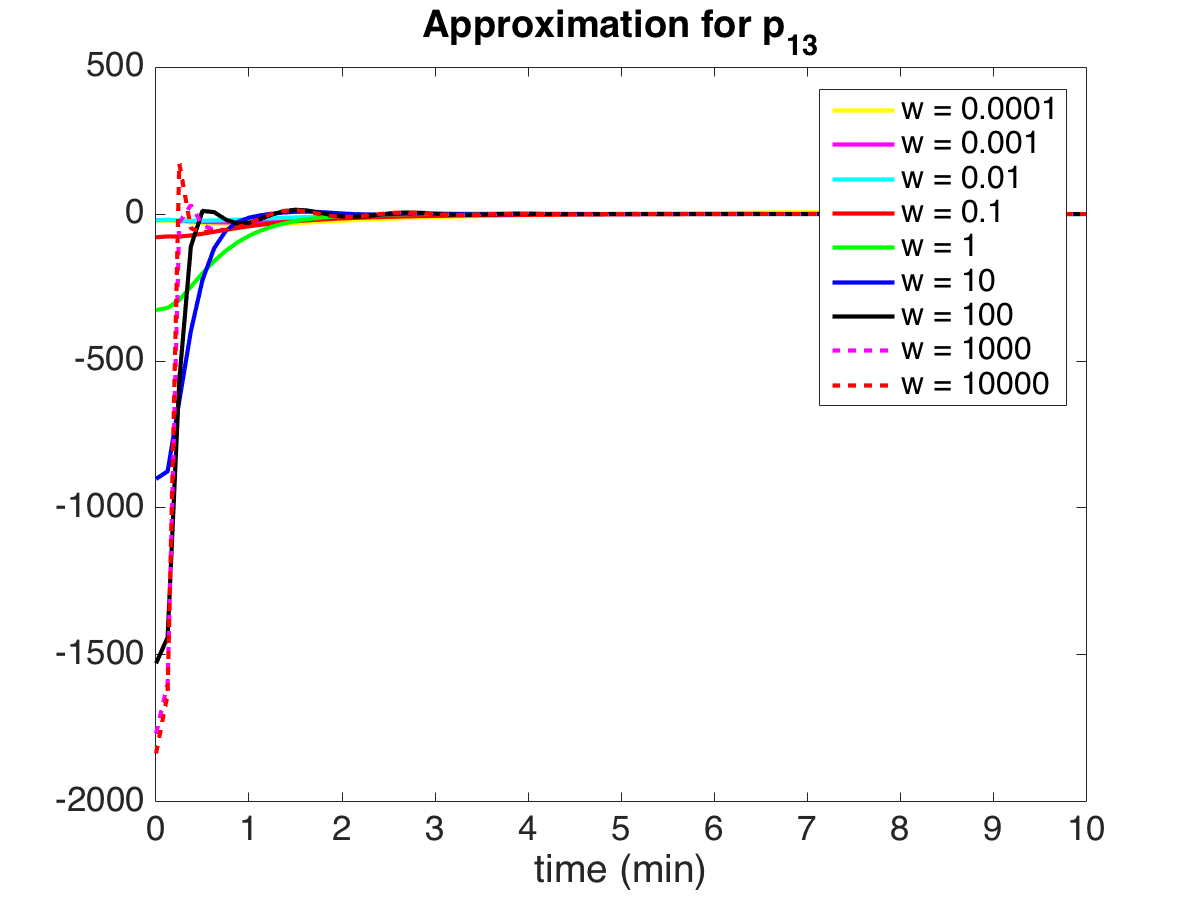 Approximation for p13
500
0
-500
-1000
-1500
-2000
0 1 2 3 4 5 6 7 8 9 10
time (min)
w = 0.0001
w = 0.001
w = 0.01
w = 0.1
w = 1
w = 10
w = 100
w = 1000
w = 10000